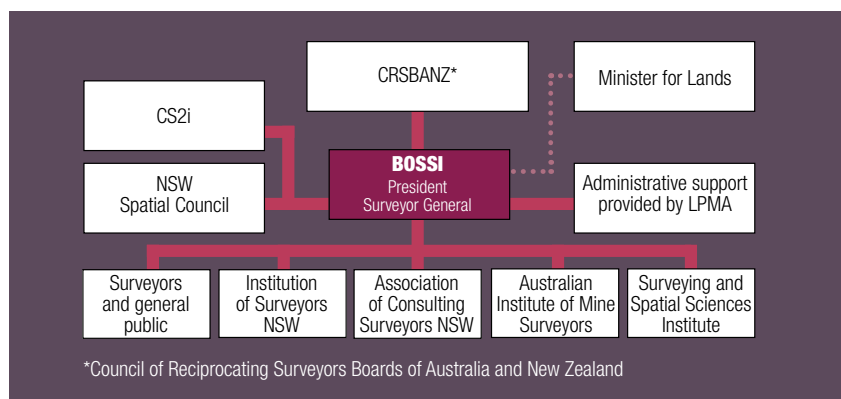 CRSBANZ*
Minister for Lands
CS2i
BOSSI
President
Surveyor General
NSW
Spatial Council
Administrative support
provided by LPMA
Surveyors
and general
public
Institution
of Surveyors
NSW
Association
of Consulting
Surveyors NSW
Australian
Institute of Mine
Surveyors
Surveying and
Spatial Sciences
Institute
*Council of Reciprocating Surveyors Boards of Australia and New Zealand